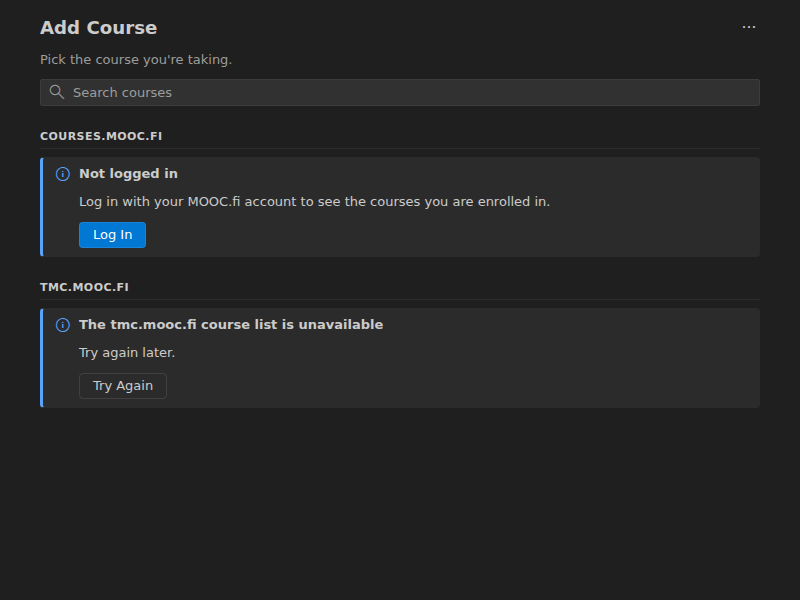 Add Course
Pick the course you're taking.
Search courses
COURSES.MOOC.FI
Not logged in
Log in with your MOOC.fi account to see the courses you are enrolled in.
Log In
TMC.MOOC.FI
The tmc.mooc.fi course list is unavailable
Try again later.
Try Again